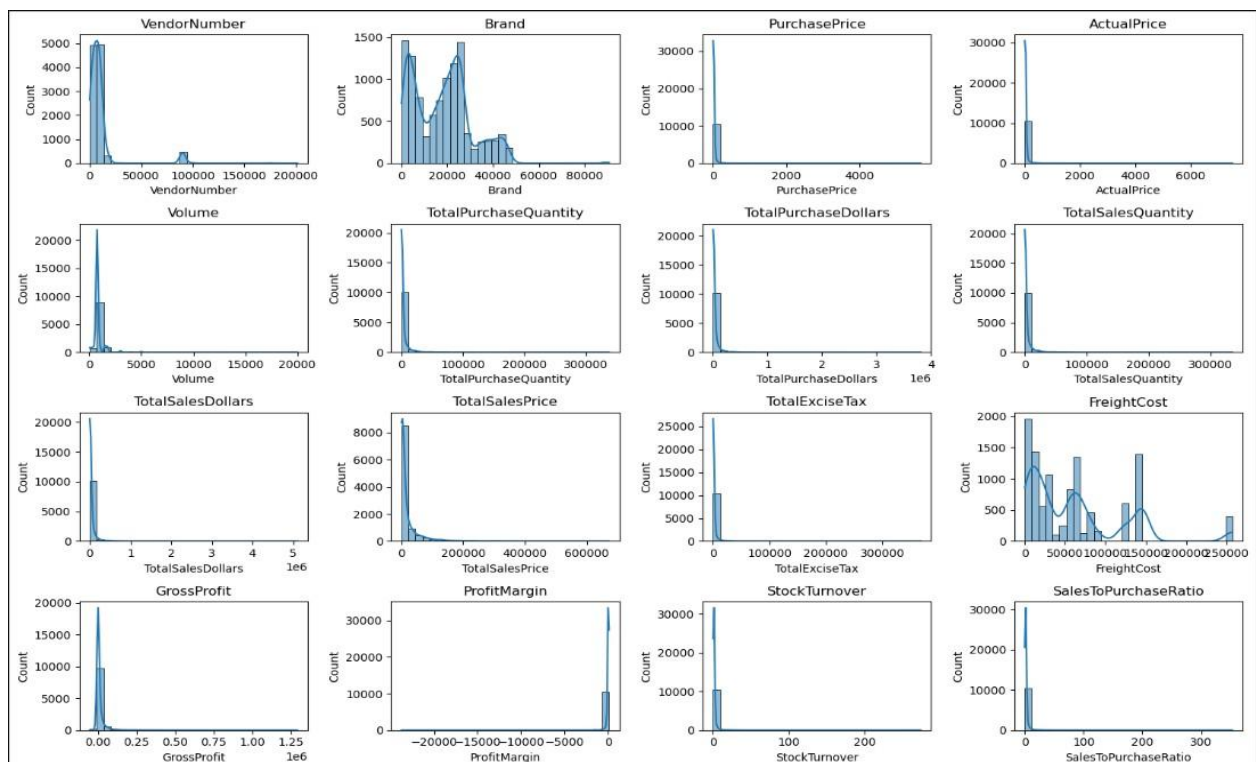 VendorNumber Brand PurchasePrice ActualPrice
5000
4000
3000
2000
1000
0
Count
0 50000 100000 150000 200000
VendorNumber
1500
1000
500
0
Count
0 20000 40000 60000 80000
Brand
30000
20000
10000
0
Count
0 2000 4000
PurchasePrice
30000
20000
10000
0
Count
0 2000 4000 6000
ActualPrice
Volume TotalPurchaseQuantity TotalPurchaseDollars TotalSalesQuantity
20000
15000
10000
5000
0
Count
0 5000 10000 15000 20000
Volume
20000
15000
10000
5000
0
Count
0 100000 200000 300000
TotalPurchaseQuantity
20000
15000
10000
5000
0
Count
0 1 2 3 4
1e6
TotalPurchaseDollars
20000
15000
10000
5000
0
Count
0 100000 200000 300000
TotalSalesQuantity
TotalSalesDollars TotalSalesPrice TotalExciseTax FreightCost
20000
15000
10000
5000
0
Count
0 1 2 3 4 5
1e6
TotalSalesDollars
8000
6000
4000
2000
0
Count
0 200000 400000 600000
TotalSalesPrice
25000
20000
15000
10000
5000
0
Count
0 100000 200000 300000
TotalExciseTax
2000
1500
1000
500
0
Count
0 50000 100000 150000 200000 250000
FreightCost
GrossProfit ProfitMargin StockTurnover SalesToPurchaseRatio
20000
15000
10000
5000
0
Count
0.00 0.25 0.50 0.75 1.00 1.25
1e6
GrossProfit
30000
20000
10000
0
Count
−20000 −15000 −10000 −5000 0
ProfitMargin
30000
20000
10000
0
Count
0 100 200
StockTurnover
30000
20000
10000
0
Count
0 100 200 300
SalesToPurchaseRatio